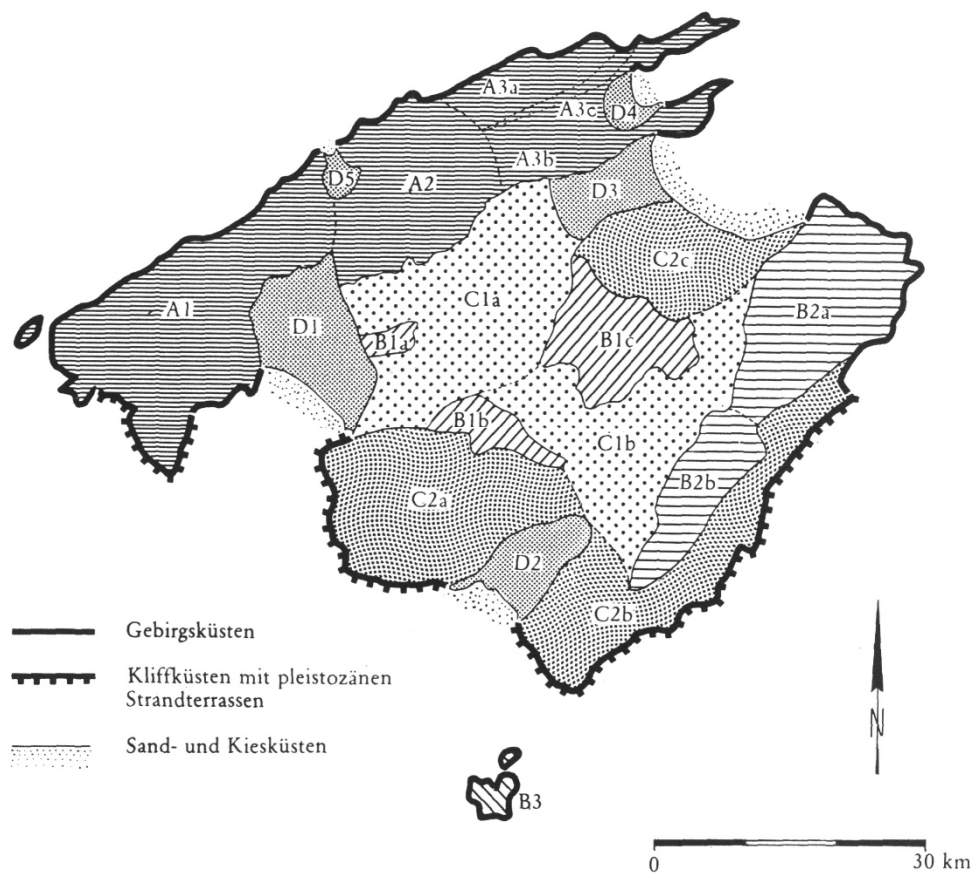 A3a
A3c
D4
A3b
D5
A2
D3
C2c
A1
C1a
B2a
D1
B1a
B1c
B1b
C1b
C2a
B2b
D2
C2b
Gebirgsküsten
Kliffküsten mit pleistozänen
Strandterrassen
Sand- und Kiesküsten
N
B3
0
30 km